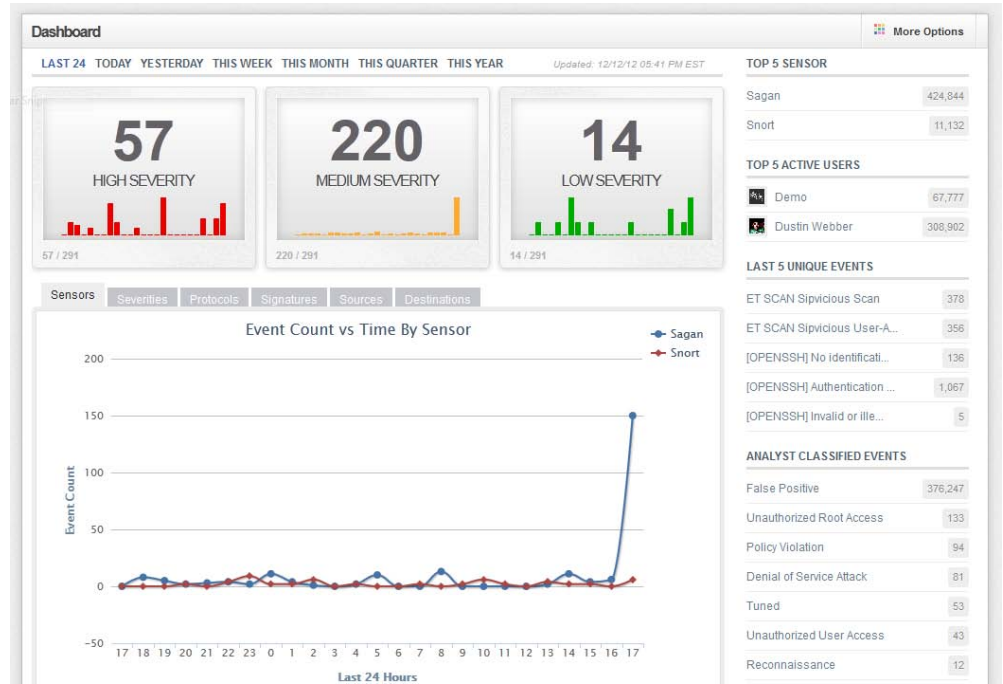 Dashboard
More Options
LAST 24 TODAY YESTERDAY THIS WEEK THIS MONTH THIS QUARTER THIS YEAR
Updated: 12/12/12 05:41 PM EST
57
HIGH SEVERITY
57 / 291
220
MEDIUM SEVERITY
220 / 291
14
LOW SEVERITY
14 / 291
Sensors Severities Protocols Signatures Sources Destinations
Event Count vs Time By Sensor
Sagan
Snort
200
150
100
50
0
-50
Event Count
17 18 19 20 21 22 23 0 1 2 3 4 5 6 7 8 9 10 11 12 13 14 15 16 17
Last 24 Hours
TOP 5 SENSOR
Sagan 424,844
Snort 11,132
TOP 5 ACTIVE USERS
Demo 67,777
Dustin Webber 308,902
LAST 5 UNIQUE EVENTS
ET SCAN Sipvicious Scan 378
ET SCAN Sipvicious User-A... 356
[OPENSSH] No identificati... 136
[OPENSSH] Authentication ... 1,067
[OPENSSH] Invalid or ille... 5
ANALYST CLASSIFIED EVENTS
False Positive 376,247
Unauthorized Root Access 133
Policy Violation 94
Denial of Service Attack 81
Tuned 53
Unauthorized User Access 43
Reconnaissance 12